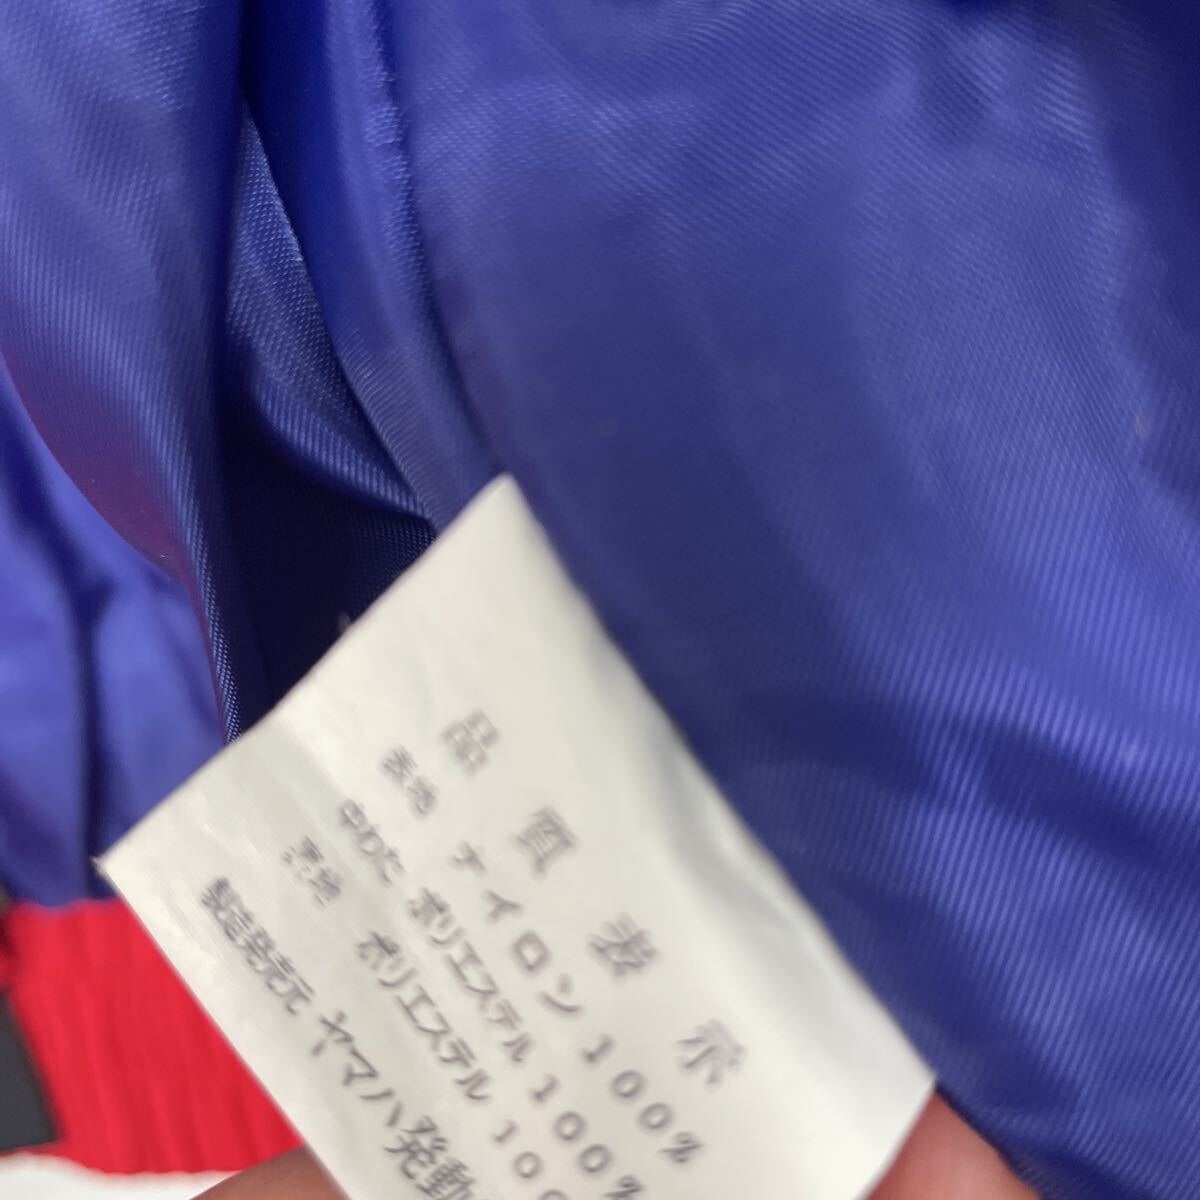 品質表示
表地 ナイロン 100%
中わた ポリエステル 100%
裏地 ポリエステル 100
製造発売元 ヤマハ発動